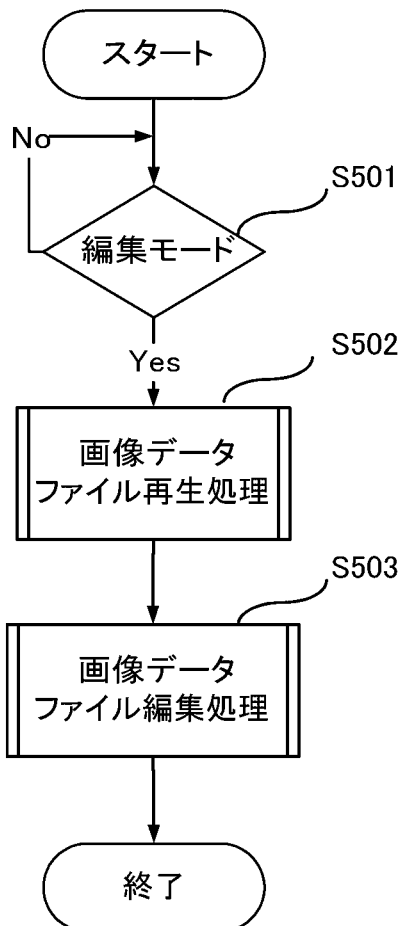 スタート
No
S501
編集モード
Yes
S502
画像データ
ファイル再生処理
S503
画像データ
ファイル編集処理
終了